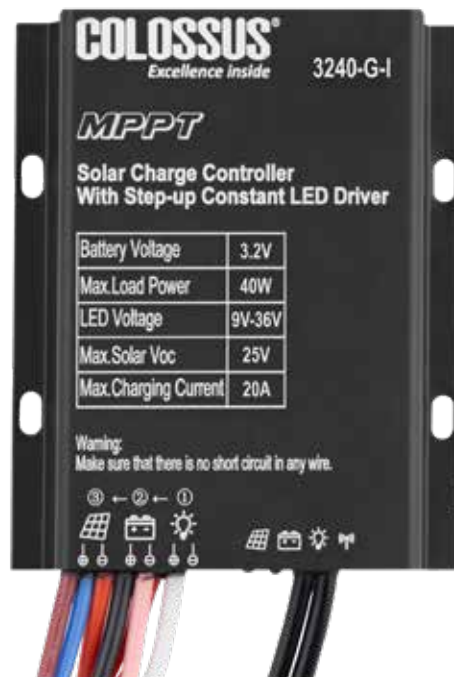 COLOSSUS®
Excellence inside
3240-G-I
MPPT
Solar Charge Controller
With Step-up Constant LED Driver
Battery Voltage 3.2V
Max.Load Power 40W
LED Voltage 9V-36V
Max.Solar Voc 25V
Max.Charging Current 20A
Warning:
Make sure that there is no short circuit in any wire.
③ ← ② ← ①
⊕ ⊖ ⊕ ⊖ ⊕ ⊖